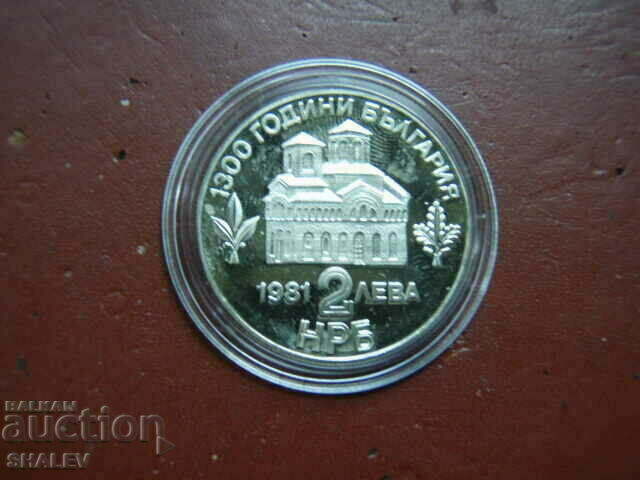 1300 ГОДИНИ БЪЛГАРИЯ
1981 2 ЛЕВА
НРБ
BALKAN
auction
SHALEV